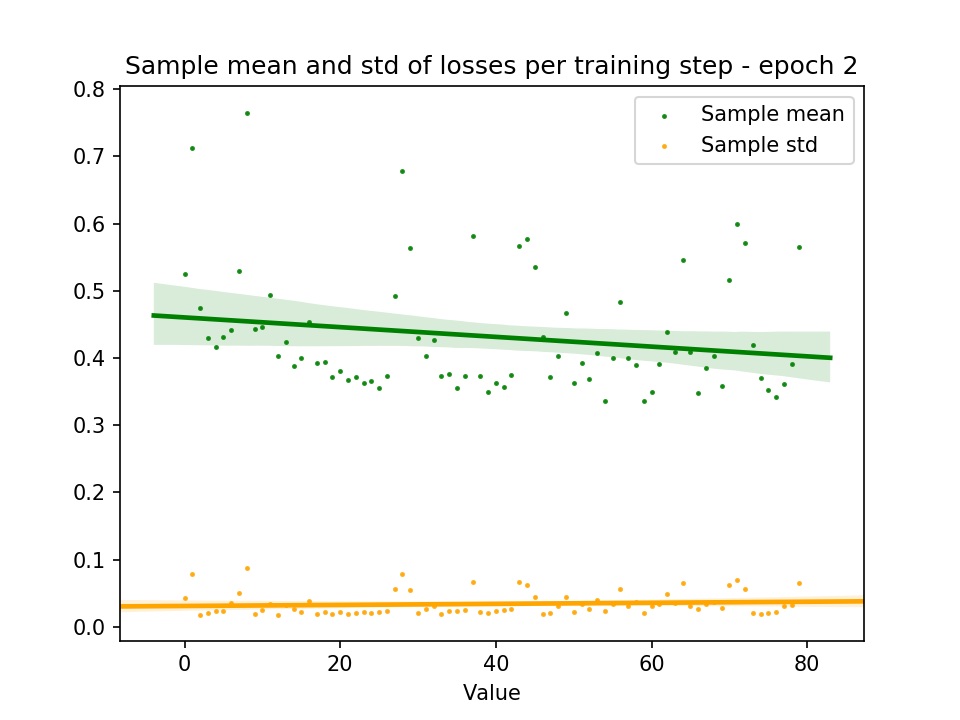 Sample mean and std of losses per training step - epoch 2
Sample mean
Sample std
0.8
0.7
0.6
0.5
0.4
0.3
0.2
0.1
0.0
0 20 40 60 80
Value